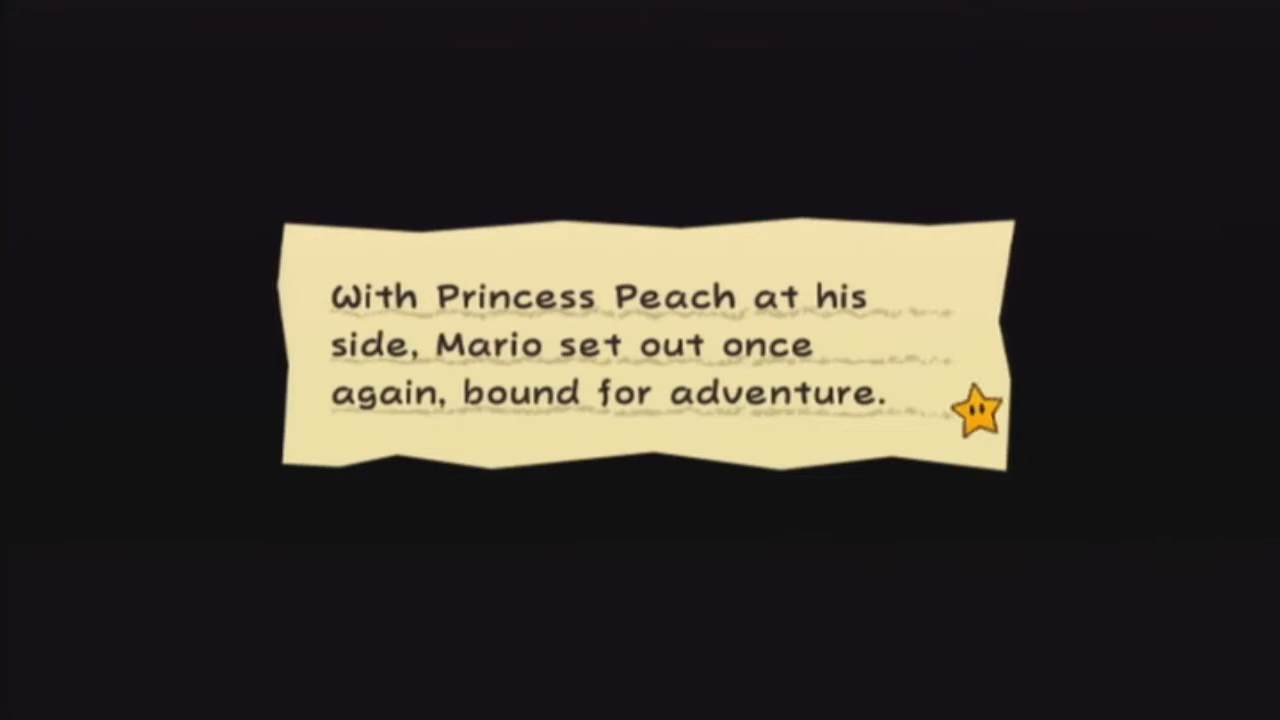 With Princess Peach at his
side, Mario set out once
again, bound for adventure.